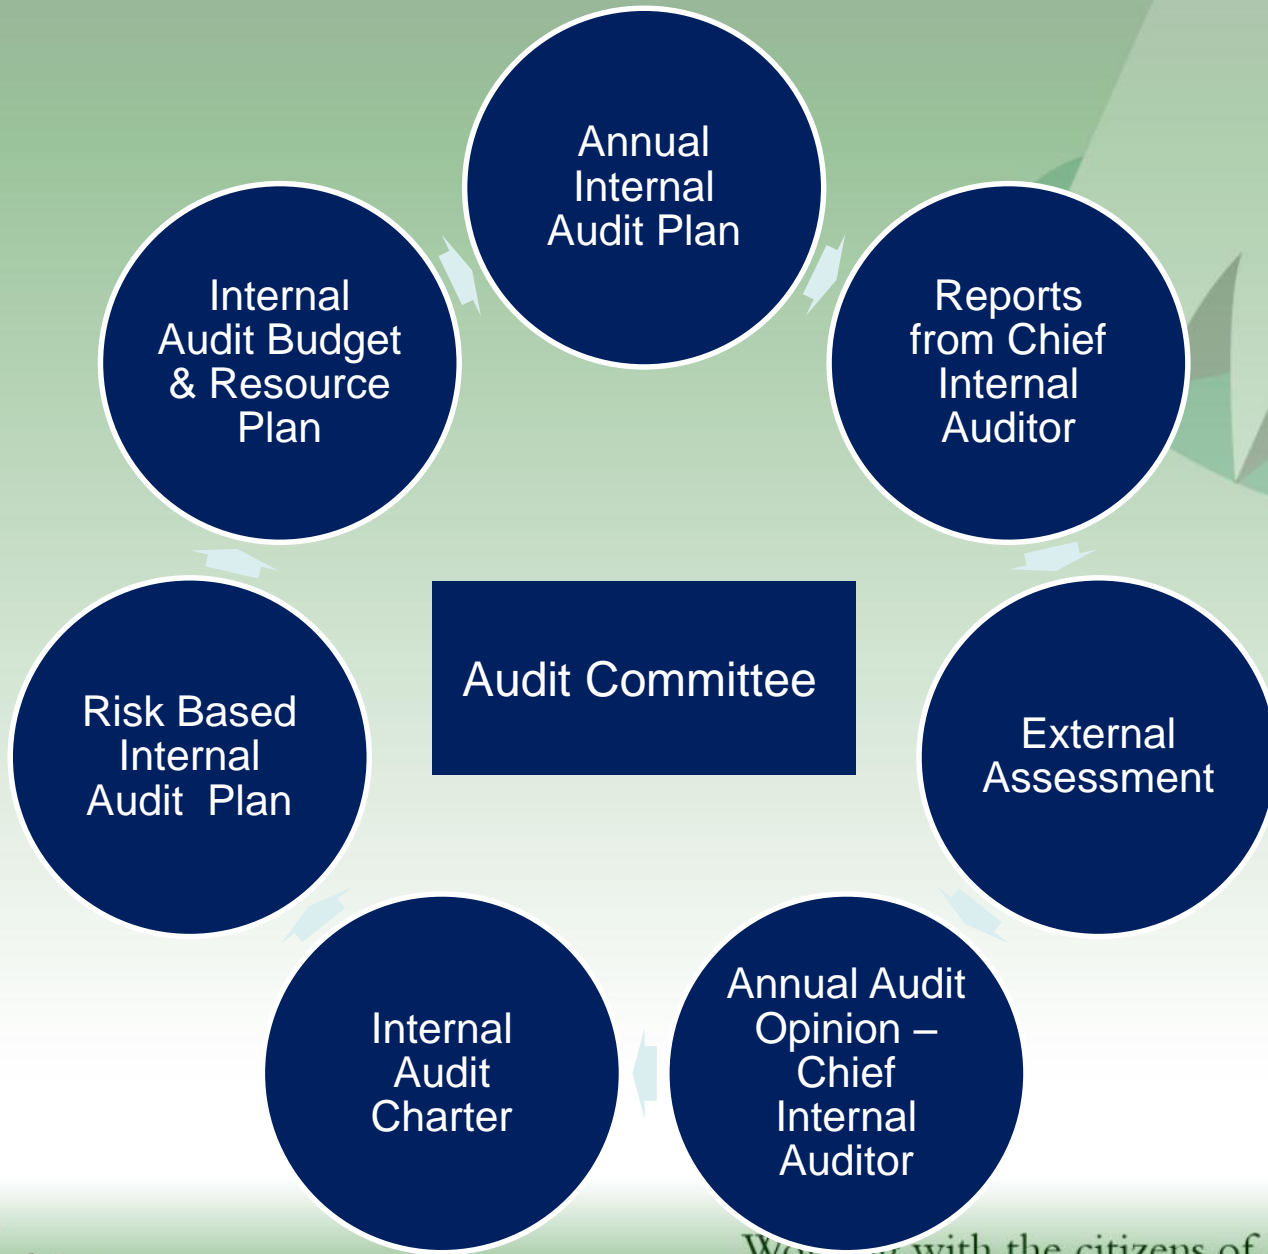 Annual
Internal
Audit Plan
Reports
from Chief
Internal
Auditor
External
Assessment
Annual Audit
Opinion –
Chief
Internal
Auditor
Internal
Audit
Charter
Risk Based
Internal
Audit  Plan
Internal
Audit Budget
& Resource
Plan
Audit Committee
with the citizens of